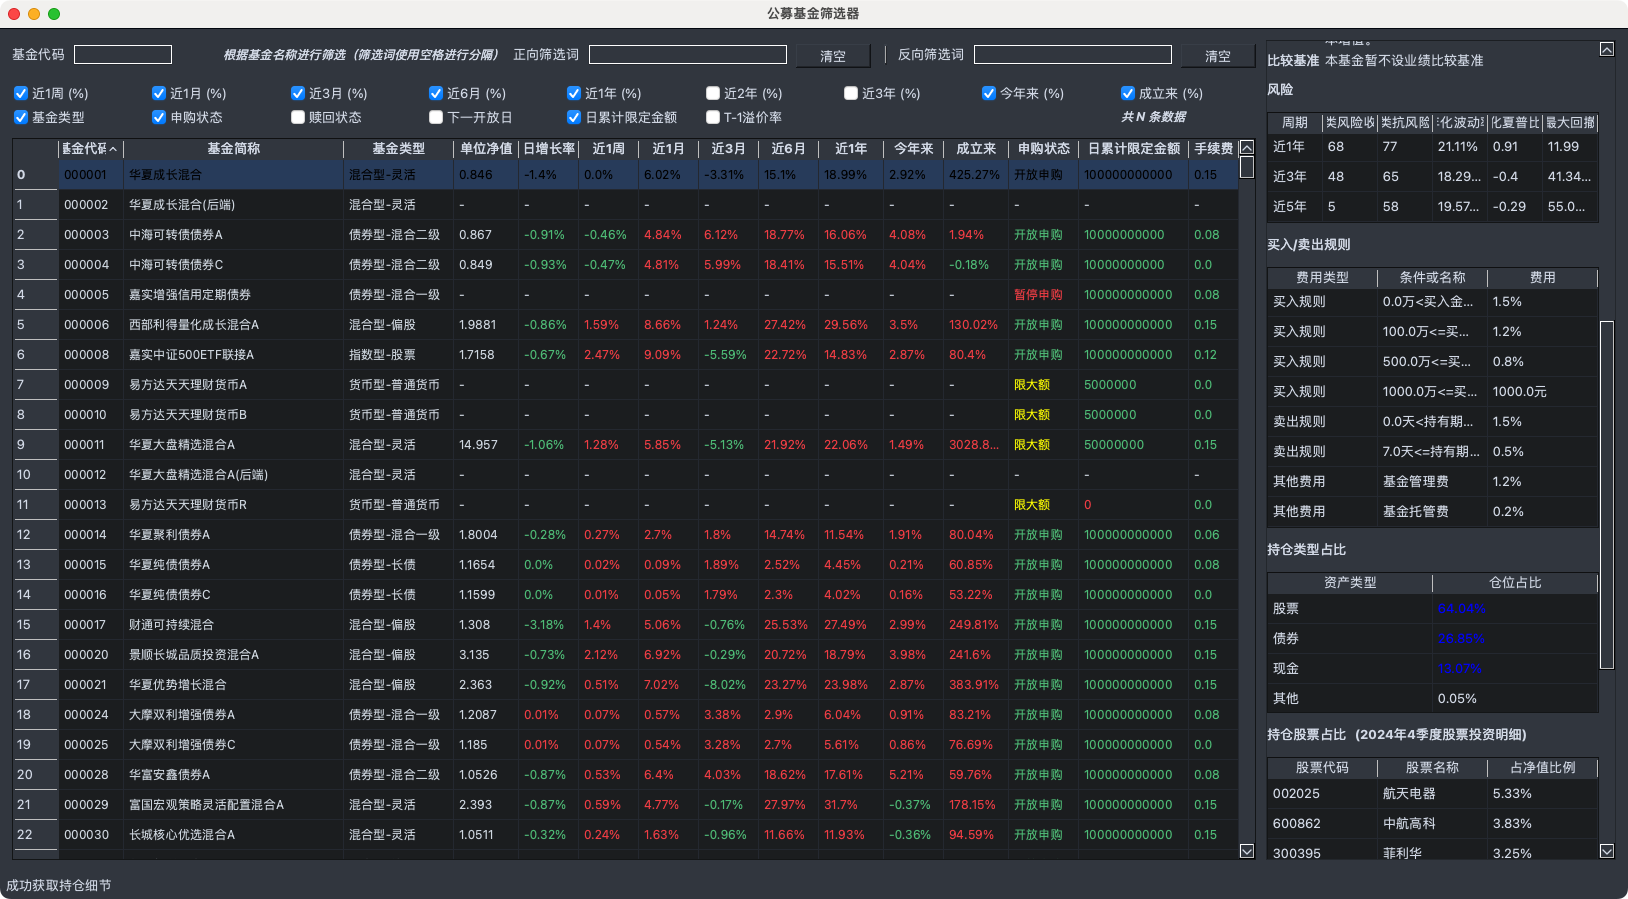 公募基金筛选器
基金代码 根据基金名称进行筛选（筛选词使用空格进行分隔） 正向筛选词 清空 反向筛选词 清空
近1周 (%) 近1月 (%) 近3月 (%) 近6月 (%) 近1年 (%) 近2年 (%) 近3年 (%) 今年来 (%) 成立来 (%)
基金类型 申购状态 赎回状态 下一开放日 日累计限定金额 T-1溢价率 共 N 条数据
基金代码 基金简称 基金类型 单位净值 日增长率 近1周 近1月 近3月 近6月 近1年 今年来 成立来 申购状态 日累计限定金额 手续费
0 000001 华夏成长混合 混合型-灵活 0.846 -1.4% 0.0% 6.02% -3.31% 15.1% 18.99% 2.92% 425.27% 开放申购 100000000000 0.15
1 000002 华夏成长混合(后端) 混合型-灵活 - - - - - - - - - - - -
2 000003 中海可转债债券A 债券型-混合二级 0.867 -0.91% -0.46% 4.84% 6.12% 18.77% 16.06% 4.08% 1.94% 开放申购 10000000000 0.08
3 000004 中海可转债债券C 债券型-混合二级 0.849 -0.93% -0.47% 4.81% 5.99% 18.41% 15.51% 4.04% -0.18% 开放申购 10000000000 0.0
4 000005 嘉实增强信用定期债券 债券型-混合一级 - - - - - - - - - 暂停申购 100000000000 0.08
5 000006 西部利得量化成长混合A 混合型-偏股 1.9881 -0.86% 1.59% 8.66% 1.24% 27.42% 29.56% 3.5% 130.02% 开放申购 100000000000 0.15
6 000008 嘉实中证500ETF联接A 指数型-股票 1.7158 -0.67% 2.47% 9.09% -5.59% 22.72% 14.83% 2.87% 80.4% 开放申购 100000000000 0.12
7 000009 易方达天天理财货币A 货币型-普通货币 - - - - - - - - - 限大额 5000000 0.0
8 000010 易方达天天理财货币B 货币型-普通货币 - - - - - - - - - 限大额 5000000 0.0
9 000011 华夏大盘精选混合A 混合型-灵活 14.957 -1.06% 1.28% 5.85% -5.13% 21.92% 22.06% 1.49% 3028.8... 限大额 50000000 0.15
10 000012 华夏大盘精选混合A(后端) 混合型-灵活 - - - - - - - - - - - -
11 000013 易方达天天理财货币R 货币型-普通货币 - - - - - - - - - 限大额 0 0.0
12 000014 华夏聚利债券A 债券型-混合一级 1.8004 -0.28% 0.27% 2.7% 1.8% 14.74% 11.54% 1.91% 80.04% 开放申购 100000000000 0.06
13 000015 华夏纯债债券A 债券型-长债 1.1654 0.0% 0.02% 0.09% 1.89% 2.52% 4.45% 0.21% 60.85% 开放申购 100000000000 0.08
14 000016 华夏纯债债券C 债券型-长债 1.1599 0.0% 0.01% 0.05% 1.79% 2.3% 4.02% 0.16% 53.22% 开放申购 100000000000 0.0
15 000017 财通可持续混合 混合型-偏股 1.308 -3.18% 1.4% 5.06% -0.76% 25.53% 27.49% 2.99% 249.81% 开放申购 100000000000 0.15
16 000020 景顺长城品质投资混合A 混合型-偏股 3.135 -0.73% 2.12% 6.92% -0.29% 20.72% 18.79% 3.98% 241.6% 开放申购 100000000000 0.15
17 000021 华夏优势增长混合 混合型-偏股 2.363 -0.92% 0.51% 7.02% -8.02% 23.27% 23.98% 2.87% 383.91% 开放申购 100000000000 0.15
18 000024 大摩双利增强债券A 债券型-混合一级 1.2087 0.01% 0.07% 0.57% 3.38% 2.9% 6.04% 0.91% 83.21% 开放申购 100000000000 0.08
19 000025 大摩双利增强债券C 债券型-混合一级 1.185 0.01% 0.07% 0.54% 3.28% 2.7% 5.61% 0.86% 76.69% 开放申购 100000000000 0.0
20 000028 华富安鑫债券A 债券型-混合二级 1.0526 -0.87% 0.53% 6.4% 4.03% 18.62% 17.61% 5.21% 59.76% 开放申购 100000000000 0.08
21 000029 富国宏观策略灵活配置混合A 混合型-灵活 2.393 -0.87% 0.59% 4.77% -0.17% 27.97% 31.7% -0.37% 178.15% 开放申购 100000000000 0.15
22 000030 长城核心优选混合A 混合型-灵活 1.0511 -0.32% 0.24% 1.63% -0.96% 11.66% 11.93% -0.36% 94.59% 开放申购 100000000000 0.15
比较基准 本基金暂不设业绩比较基准
风险
周期 类风险收 类抗风险 化波动率 化夏普比 最大回撤
近1年 68 77 21.11% 0.91 11.99
近3年 48 65 18.29... -0.4 41.34...
近5年 5 58 19.57... -0.29 55.0...
买入/卖出规则
费用类型 条件或名称 费用
买入规则 0.0万<买入金... 1.5%
买入规则 100.0万<=买... 1.2%
买入规则 500.0万<=买... 0.8%
买入规则 1000.0万<=买... 1000.0元
卖出规则 0.0天<持有期... 1.5%
卖出规则 7.0天<=持有期... 0.5%
其他费用 基金管理费 1.2%
其他费用 基金托管费 0.2%
持仓类型占比
资产类型 仓位占比
股票
债券
现金
其他 0.05%
持仓股票占比 (2024年4季度股票投资明细)
股票代码 股票名称 占净值比例
002025 航天电器 5.33%
600862 中航高科 3.83%
300395 菲利华 3.25%
成功获取持仓细节